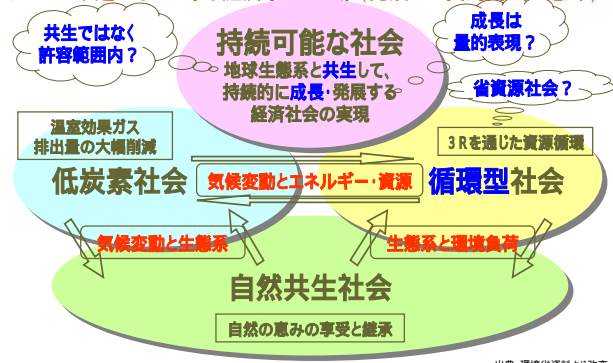 共生ではなく
許容範囲内？
成長は
量的表現？
省資源社会？
持続可能な社会
地球生態系と共生して、
持続的に成長・発展する
経済社会の実現
温室効果ガス
排出量の大幅削減
3Rを通じた資源循環
低炭素社会
気候変動とエネルギー・資源
循環型社会
気候変動と生態系
生態系と環境負荷
自然共生社会
自然の恵みの享受と継承